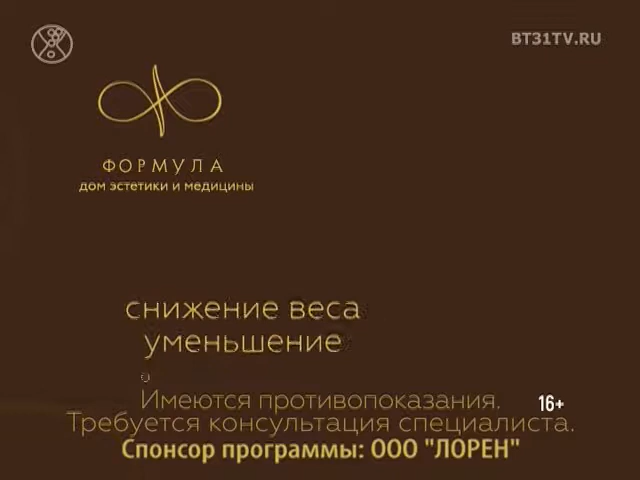 BT31TV.RU
ФОРМУЛА
дом эстетики и медицины
снижение веса
уменьшение
Имеются противопоказания.
16+
Требуется консультация специалиста.
Спонсор программы: ООО "ЛОРЕН"